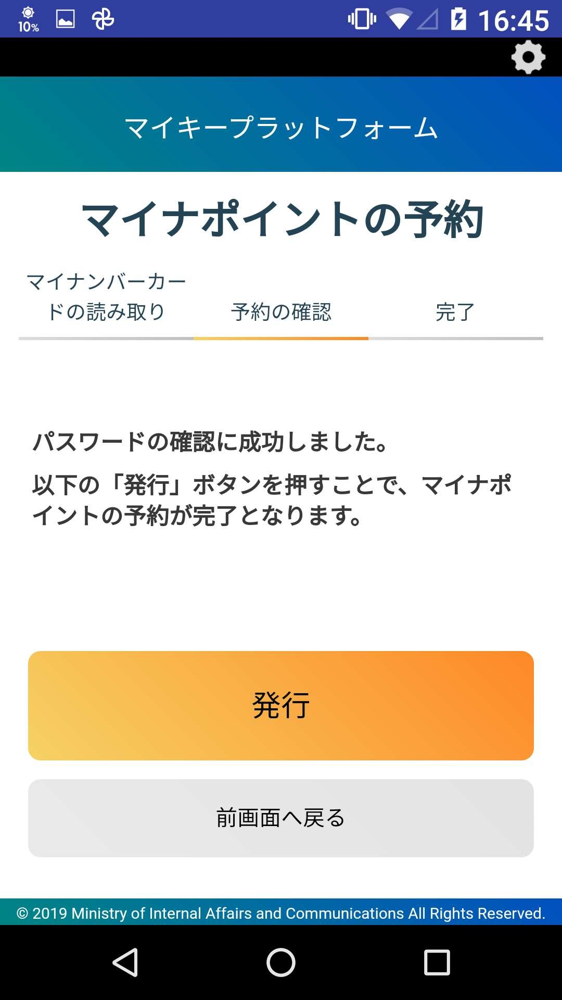 10%
16:45
マイキープラットフォーム
マイナポイントの予約
マイナンバーカー
ドの読み取り
予約の確認
完了
パスワードの確認に成功しました。
以下の「発行」ボタンを押すことで、マイナポ
イントの予約が完了となります。
発行
前画面へ戻る
© 2019 Ministry of Internal Affairs and Communications All Rights Reserved.